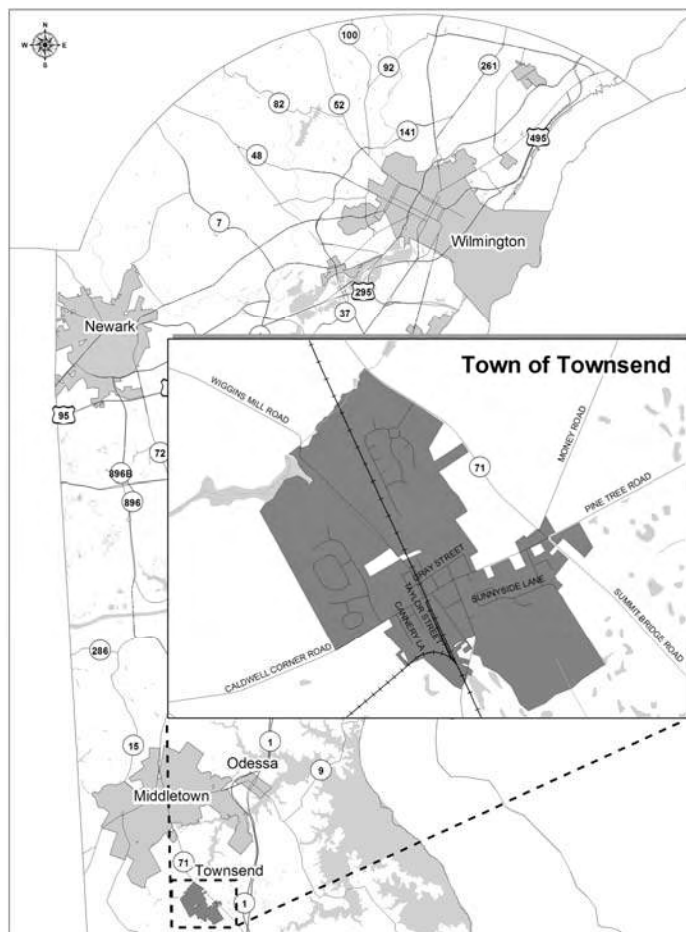 N
W E
S
100
92
261
82
52
141
495
48
7
Wilmington
295
37
Newark
95
72
896B
896
Town of Townsend
WIGGINS MILL ROAD
71
MONEY ROAD
PINE TREE ROAD
GRAY STREET
TAYLOR STREET
CANNERY LA
SUNNYSIDE LANE
SUMMIT BRIDGE ROAD
CALDWELL CORNER ROAD
286
1
15
Odessa
9
Middletown
71
Townsend
1